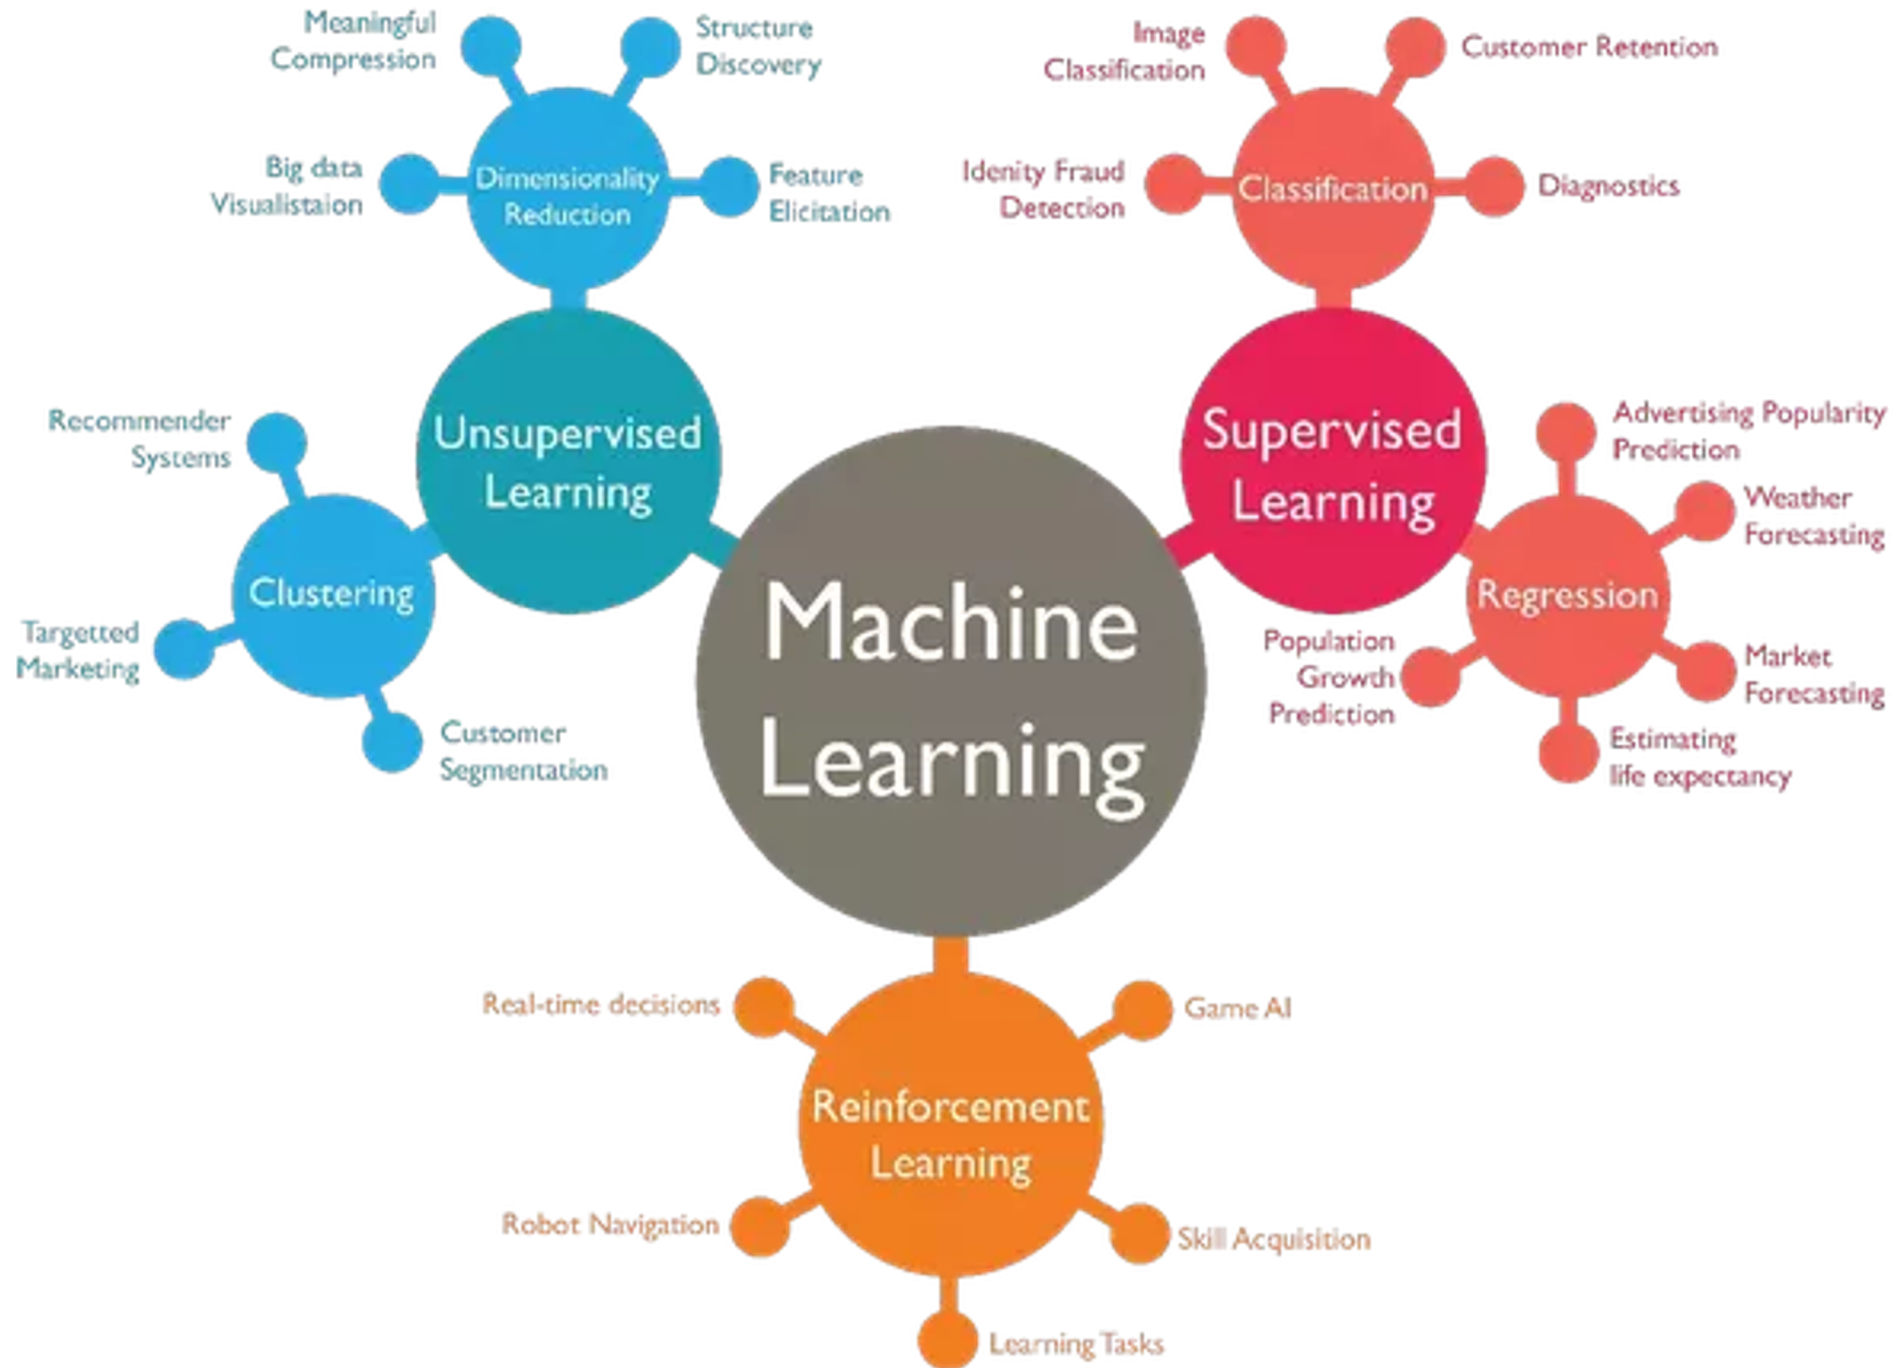 Meaningful
Compression
Structure
Discovery
Big data
Visualistaion
Dimensionality
Reduction
Feature
Elicitation
Image
Classification
Customer Retention
Idenity Fraud
Detection
Classification
Diagnostics
Unsupervised
Learning
Recommender
Systems
Clustering
Targetted
Marketing
Customer
Segmentation
Supervised
Learning
Advertising Popularity
Prediction
Weather
Forecasting
Regression
Population
Growth
Prediction
Market
Forecasting
Estimating
life expectancy
Machine
Learning
Real-time decisions
Game AI
Reinforcement
Learning
Robot Navigation
Skill Acquisition
Learning Tasks